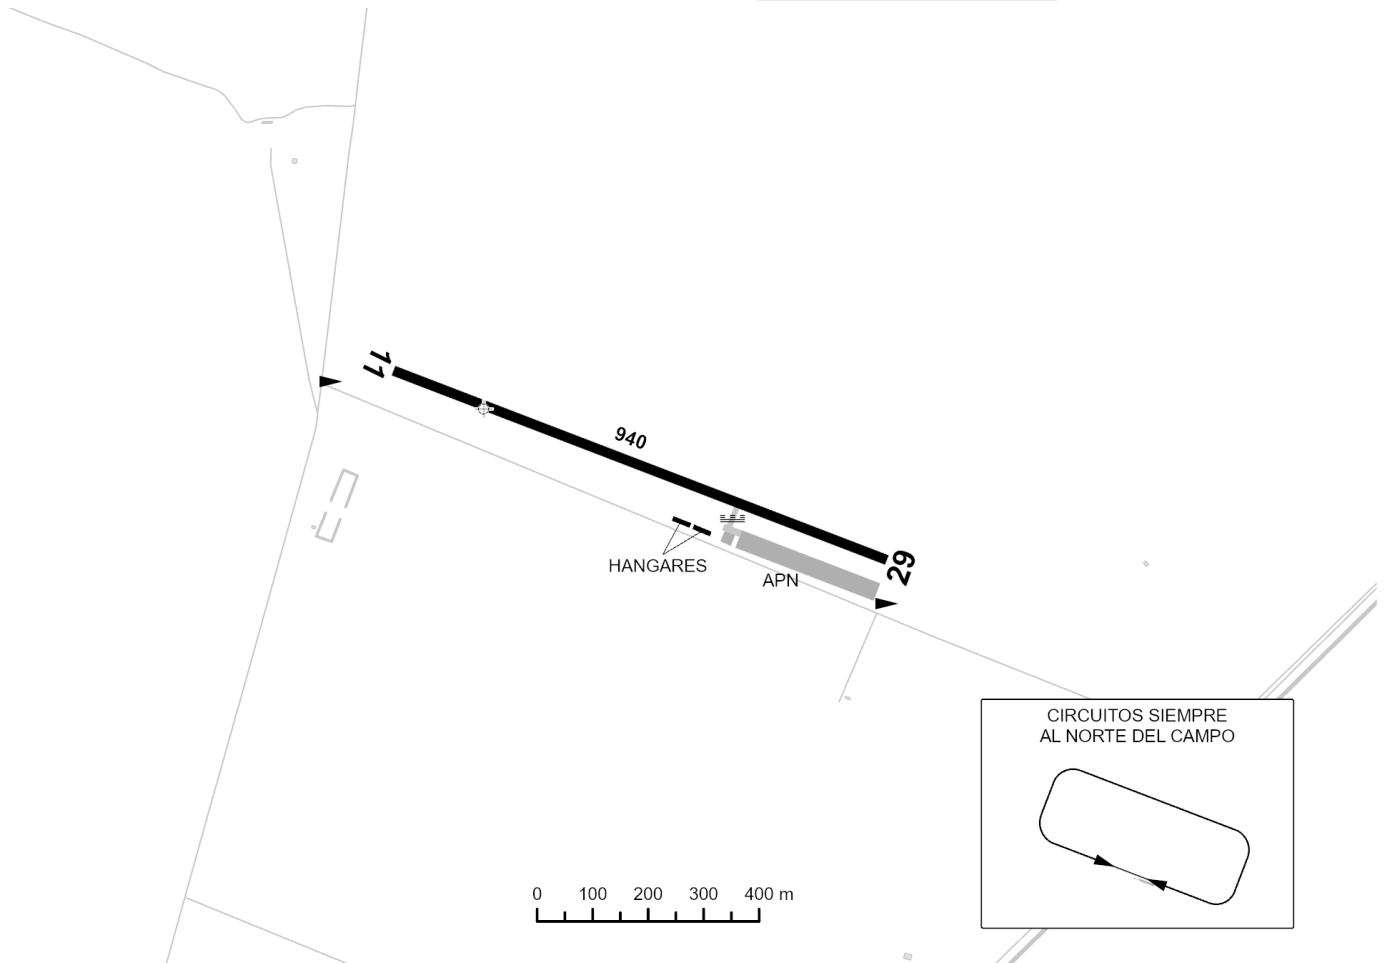 11
940
29
HANGARES
APN
CIRCUITOS SIEMPRE
AL NORTE DEL CAMPO
0 100 200 300 400 m